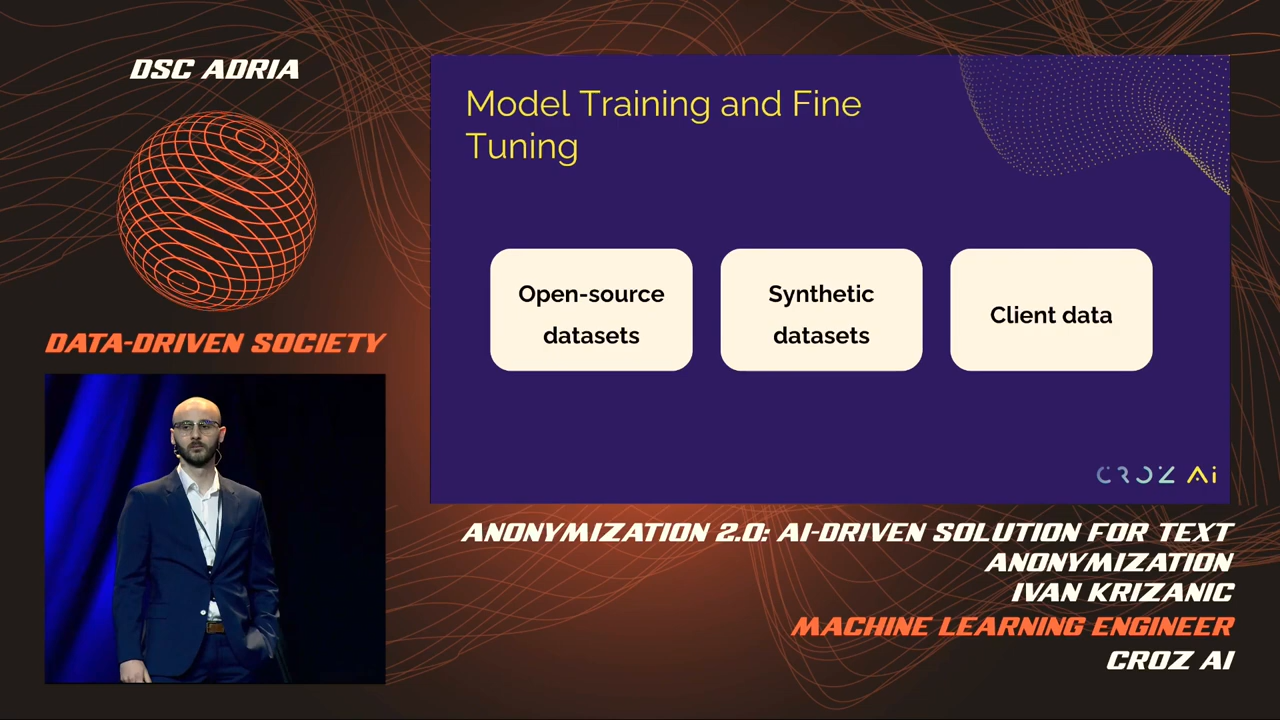 DSC ADRIA
DATA-DRIVEN SOCIETY
Model Training and Fine
Tuning
Open-source
datasets
Synthetic
datasets
Client data
CROZ Ai
ANONYMIZATION 2.0: AI-DRIVEN SOLUTION FOR TEXT
ANONYMIZATION
IVAN KRIZANIC
MACHINE LEARNING ENGINEER
CROZ AI